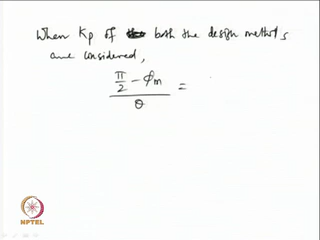 When Kp of both the design methods
are considered,
π/2 - ϕm
θ =
NPTEL